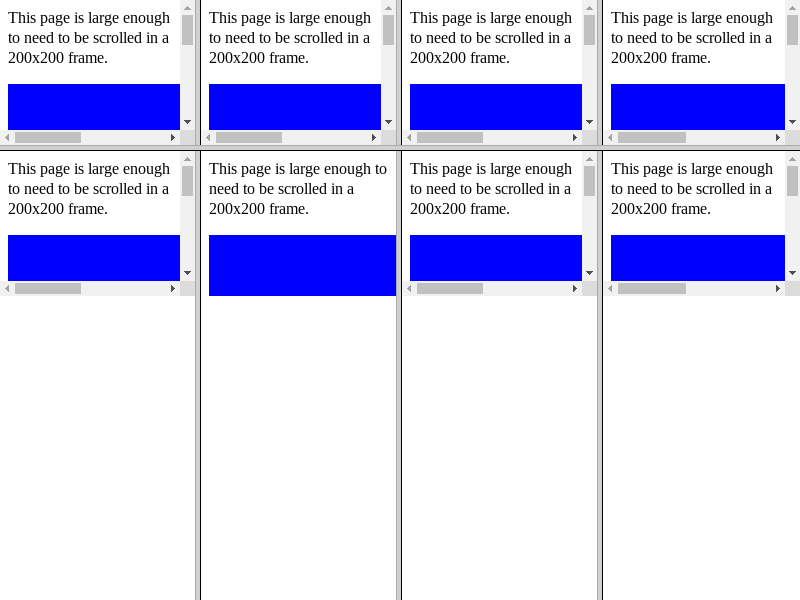 This page is large enough
to need to be scrolled in a
200x200 frame.
This page is large enough
to need to be scrolled in a
200x200 frame.
This page is large enough
to need to be scrolled in a
200x200 frame.
This page is large enough
to need to be scrolled in a
200x200 frame.
This page is large enough
to need to be scrolled in a
200x200 frame.
This page is large enough to
need to be scrolled in a
200x200 frame.
This page is large enough
to need to be scrolled in a
200x200 frame.
This page is large enough
to need to be scrolled in a
200x200 frame.